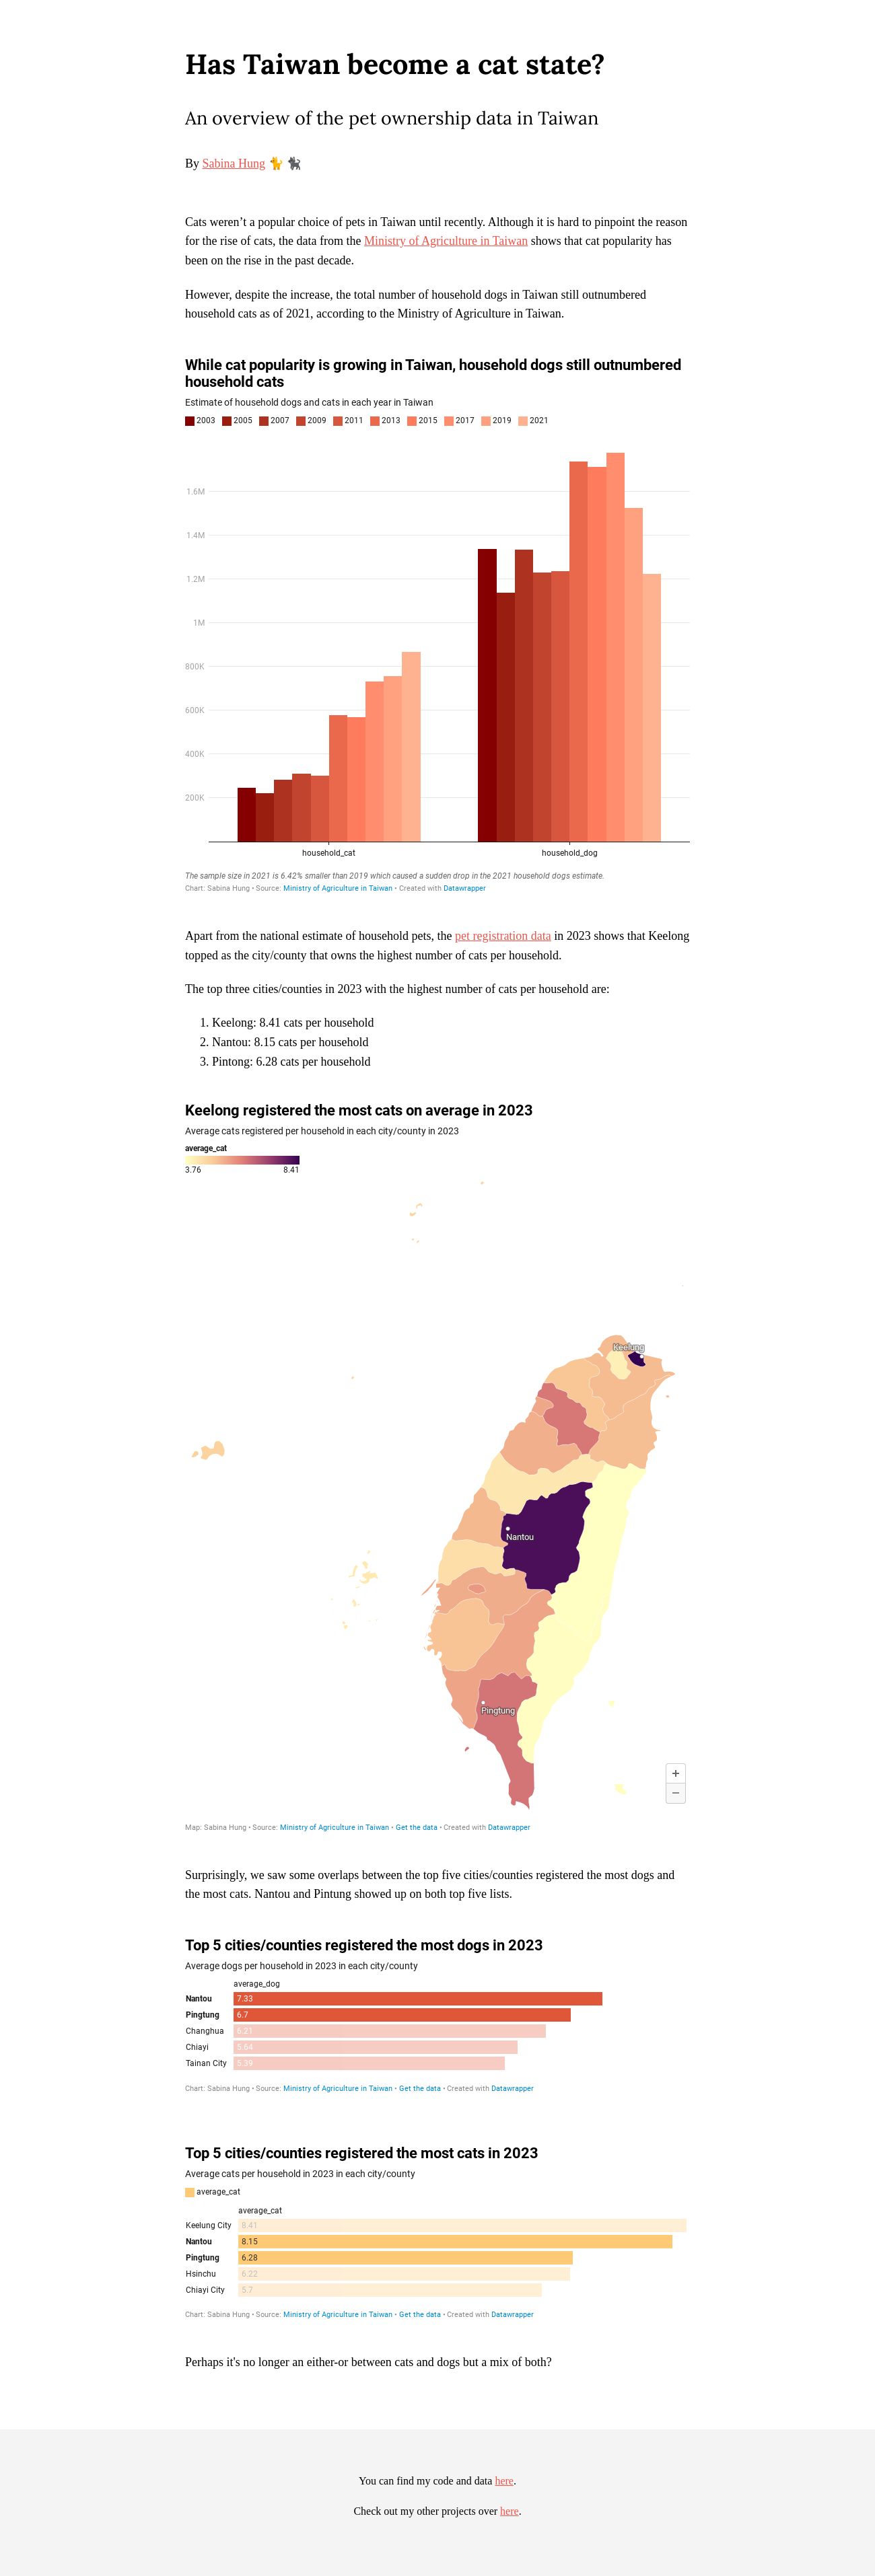 Has Taiwan become a cat state?
An overview of the pet ownership data in Taiwan
By Sabina Hung 🐈 🐈‍⬛
Cats weren’t a popular choice of pets in Taiwan until recently. Although it is hard to pinpoint the reason
for the rise of cats, the data from the Ministry of Agriculture in Taiwan shows that cat popularity has
been on the rise in the past decade.
However, despite the increase, the total number of household dogs in Taiwan still outnumbered
household cats as of 2021, according to the Ministry of Agriculture in Taiwan.
While cat popularity is growing in Taiwan, household dogs still outnumbered
household cats
Estimate of household dogs and cats in each year in Taiwan
2003 2005 2007 2009 2011 2013 2015 2017 2019 2021
1.6M
1.4M
1.2M
1M
800K
600K
400K
200K
household_cat household_dog
The sample size in 2021 is 6.42% smaller than 2019 which caused a sudden drop in the 2021 household dogs estimate.
Chart: Sabina Hung • Source: Ministry of Agriculture in Taiwan • Created with Datawrapper
Apart from the national estimate of household pets, the pet registration data in 2023 shows that Keelong
topped as the city/county that owns the highest number of cats per household.
The top three cities/counties in 2023 with the highest number of cats per household are:
1. Keelong: 8.41 cats per household
2. Nantou: 8.15 cats per household
3. Pintong: 6.28 cats per household
Keelong registered the most cats on average in 2023
Average cats registered per household in each city/county in 2023
average_cat
3.76 8.41
Keelung
Nantou
Pingtung
+
−
Map: Sabina Hung • Source: Ministry of Agriculture in Taiwan • Get the data • Created with Datawrapper
Surprisingly, we saw some overlaps between the top five cities/counties registered the most dogs and
the most cats. Nantou and Pintung showed up on both top five lists.
Top 5 cities/counties registered the most dogs in 2023
Average dogs per household in 2023 in each city/county
average_dog
Nantou 7.33
Pingtung 6.7
Changhua 6.21
Chiayi 5.64
Tainan City 5.39
Chart: Sabina Hung • Source: Ministry of Agriculture in Taiwan • Get the data • Created with Datawrapper
Top 5 cities/counties registered the most cats in 2023
Average cats per household in 2023 in each city/county
average_cat
average_cat
Keelung City 8.41
Nantou 8.15
Pingtung 6.28
Hsinchu 6.22
Chiayi City 5.7
Chart: Sabina Hung • Source: Ministry of Agriculture in Taiwan • Get the data • Created with Datawrapper
Perhaps it's no longer an either-or between cats and dogs but a mix of both?
You can find my code and data here.
Check out my other projects over here.